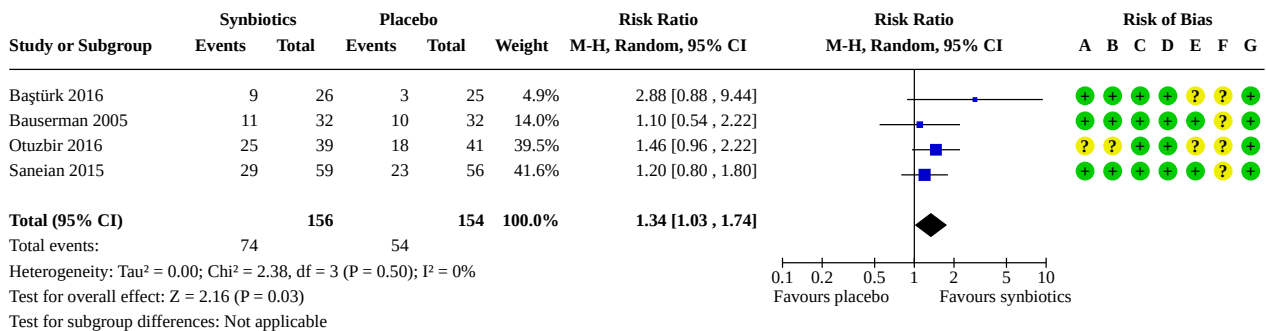 Synbiotics Placebo Risk Ratio Risk Ratio Risk of Bias
Study or Subgroup Events Total Events Total Weight M-H, Random, 95% CI M-H, Random, 95% CI A B C D E F G
Baştürk 2016 9 26 3 25 4.9% 2.88 [0.88 , 9.44] + + + + ? ? +
Bauserman 2005 11 32 10 32 14.0% 1.10 [0.54 , 2.22] + + + + + ? +
Otuzbir 2016 25 39 18 41 39.5% 1.46 [0.96 , 2.22] ? ? + + ? ? +
Saneian 2015 29 59 23 56 41.6% 1.20 [0.80 , 1.80] + + + + + ? +
Total (95% CI) 156 154 100.0% 1.34 [1.03 , 1.74]
Total events: 74 54
Heterogeneity: Tau² = 0.00; Chi² = 2.38, df = 3 (P = 0.50); I² = 0%
0.1 0.2 0.5 1 2 5 10
Test for overall effect: Z = 2.16 (P = 0.03) Favours placebo Favours synbiotics
Test for subgroup differences: Not applicable